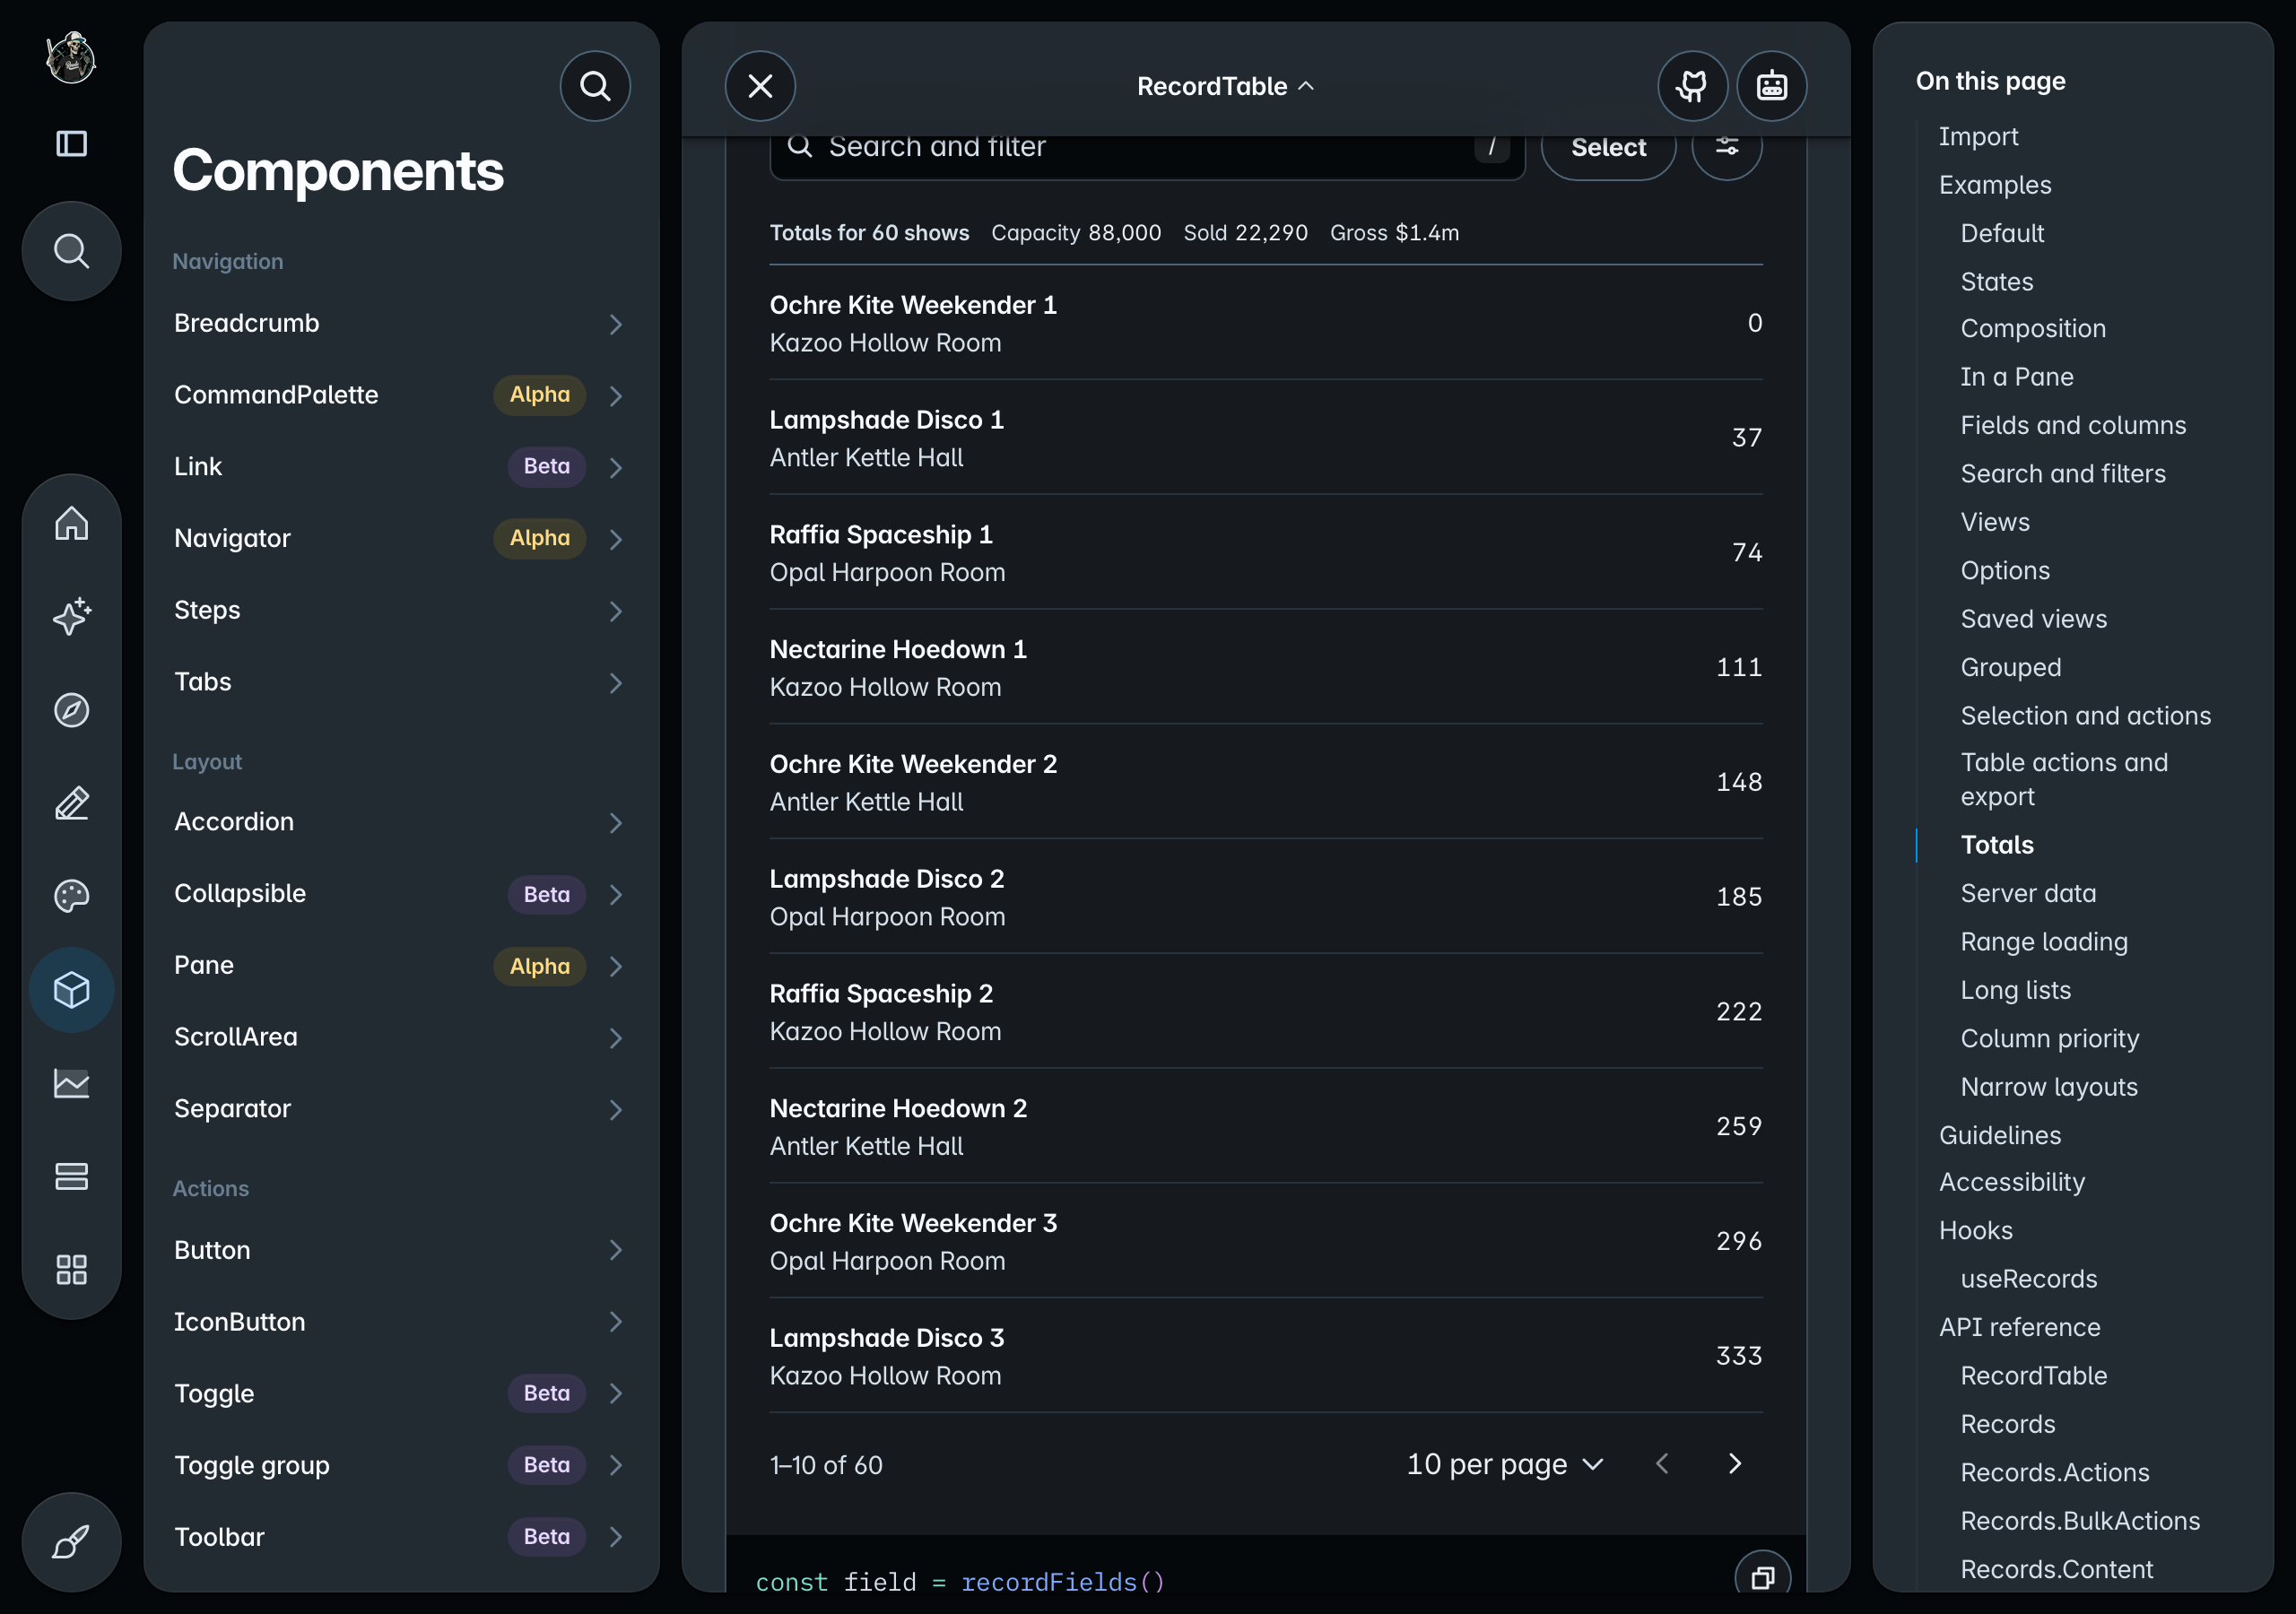 Components
Navigation
Breadcrumb
CommandPalette Alpha
Link Beta
Navigator Alpha
Steps
Tabs
Layout
Accordion
Collapsible Beta
Pane Alpha
ScrollArea
Separator
Actions
Button
IconButton
Toggle Beta
Toggle group Beta
Toolbar Beta
RecordTable
Search and filter / Select
Totals for 60 shows Capacity 88,000 Sold 22,290 Gross $1.4m
Ochre Kite Weekender 1
Kazoo Hollow Room
0
Lampshade Disco 1
Antler Kettle Hall
37
Raffia Spaceship 1
Opal Harpoon Room
74
Nectarine Hoedown 1
Kazoo Hollow Room
111
Ochre Kite Weekender 2
Antler Kettle Hall
148
Lampshade Disco 2
Opal Harpoon Room
185
Raffia Spaceship 2
Kazoo Hollow Room
222
Nectarine Hoedown 2
Antler Kettle Hall
259
Ochre Kite Weekender 3
Opal Harpoon Room
296
Lampshade Disco 3
Kazoo Hollow Room
333
1–10 of 60 10 per page
const field = recordFields()
On this page
Import
Examples
Default
States
Composition
In a Pane
Fields and columns
Search and filters
Views
Options
Saved views
Grouped
Selection and actions
Table actions and
export
Totals
Server data
Range loading
Long lists
Column priority
Narrow layouts
Guidelines
Accessibility
Hooks
useRecords
API reference
RecordTable
Records
Records.Actions
Records.BulkActions
Records.Content